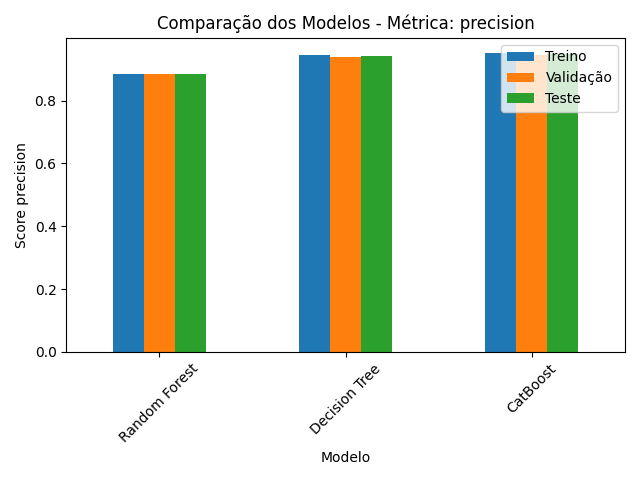 Comparação dos Modelos - Métrica: precision
Treino
Validação
Teste
Score precision
0.8
0.6
0.4
0.2
0.0
Random Forest
Decision Tree
CatBoost
Modelo